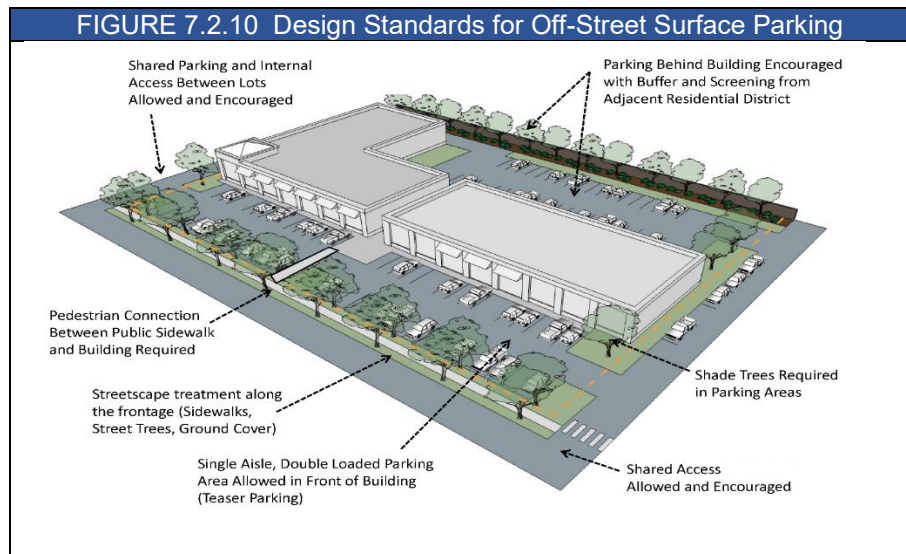 FIGURE 7.2.10  Design Standards for Off-Street Surface Parking
Shared Parking and Internal
Access Between Lots
Allowed and Encouraged
Parking Behind Building Encouraged
with Buffer and Screening from
Adjacent Residential District
Pedestrian Connection
Between Public Sidewalk
and Building Required
Streetscape treatment along
the frontage (Sidewalks,
Street Trees, Ground Cover)
Single Aisle, Double Loaded Parking
Area Allowed in Front of Building
(Teaser Parking)
Shade Trees Required
in Parking Areas
Shared Access
Allowed and Encouraged